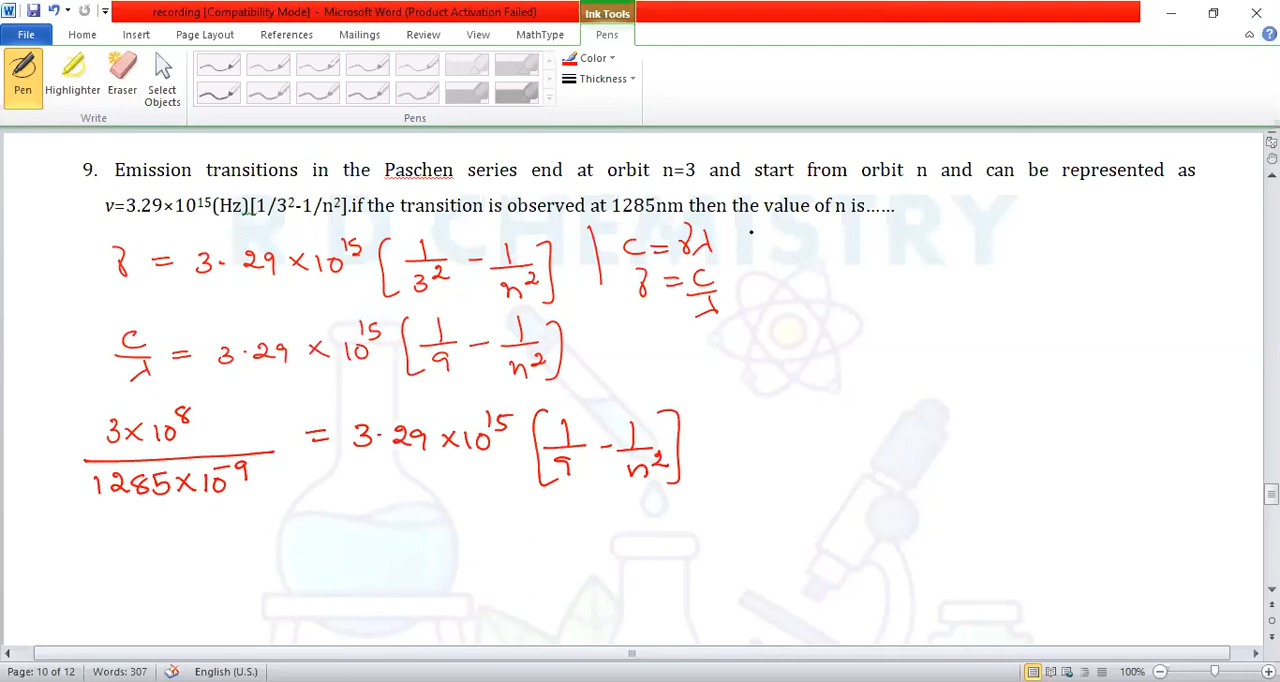 recording [Compatibility Mode] - Microsoft Word (Product Activation Failed)
Ink Tools
File Home Insert Page Layout References Mailings Review View MathType Pens
Pen Highlighter Eraser Select Objects
Color
Thickness
Write
Pens
9. Emission transitions in the Paschen series end at orbit n=3 and start from orbit n and can be represented as
v=3.29×10¹⁵(Hz)[1/3²-1/n²].if the transition is observed at 1285nm then the value of n is......
R D CHEMISTRY
γ = 3.29 × 10¹⁵ [1/3² - 1/n²] | c = γλ
γ = c/λ
c/λ = 3.29 × 10¹⁵ [1/9 - 1/n²]
3×10⁸ / 1285×10⁻⁹ = 3.29 ×10¹⁵ [1/9 - 1/n²]
Page: 10 of 12 Words: 307 English (U.S.) 100%